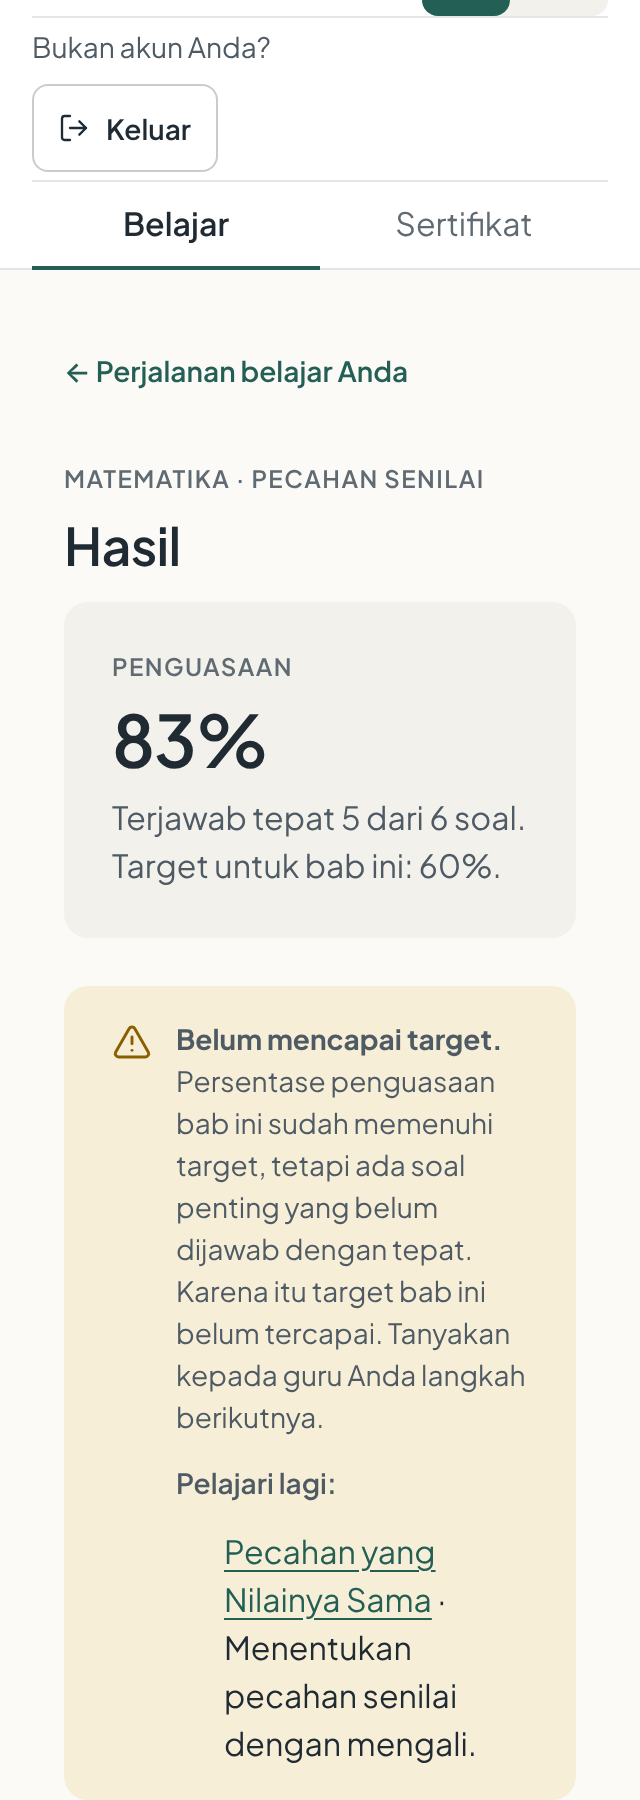 Bukan akun Anda?
Keluar
Belajar
Sertifikat
← Perjalanan belajar Anda
MATEMATIKA · PECAHAN SENILAI
Hasil
PENGUASAAN
83%
Terjawab tepat 5 dari 6 soal.
Target untuk bab ini: 60%.
Belum mencapai target.
Persentase penguasaan
bab ini sudah memenuhi
target, tetapi ada soal
penting yang belum
dijawab dengan tepat.
Karena itu target bab ini
belum tercapai. Tanyakan
kepada guru Anda langkah
berikutnya.
Pelajari lagi:
Pecahan yang
Nilainya Sama ·
Menentukan
pecahan senilai
dengan mengali.